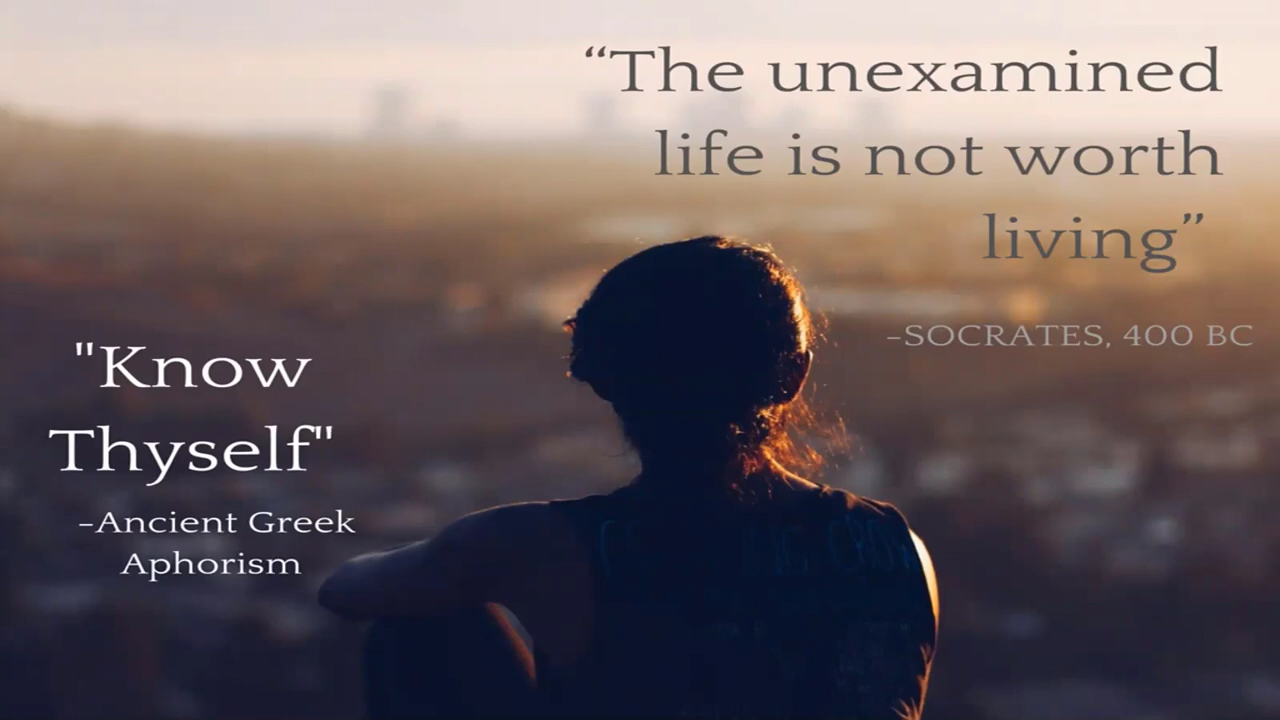 “The unexamined
life is not worth
living”
–SOCRATES, 400 BC
"Know
Thyself"
–Ancient Greek
Aphorism